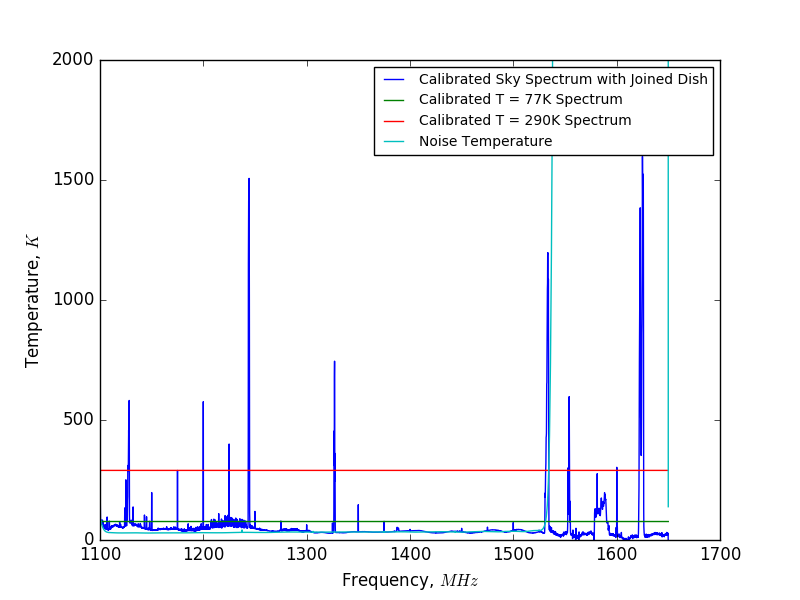 2000
1500
1000
500
0
Temperature, K
Calibrated Sky Spectrum with Joined Dish
Calibrated T = 77K Spectrum
Calibrated T = 290K Spectrum
Noise Temperature
1100 1200 1300 1400 1500 1600 1700
Frequency, MHz